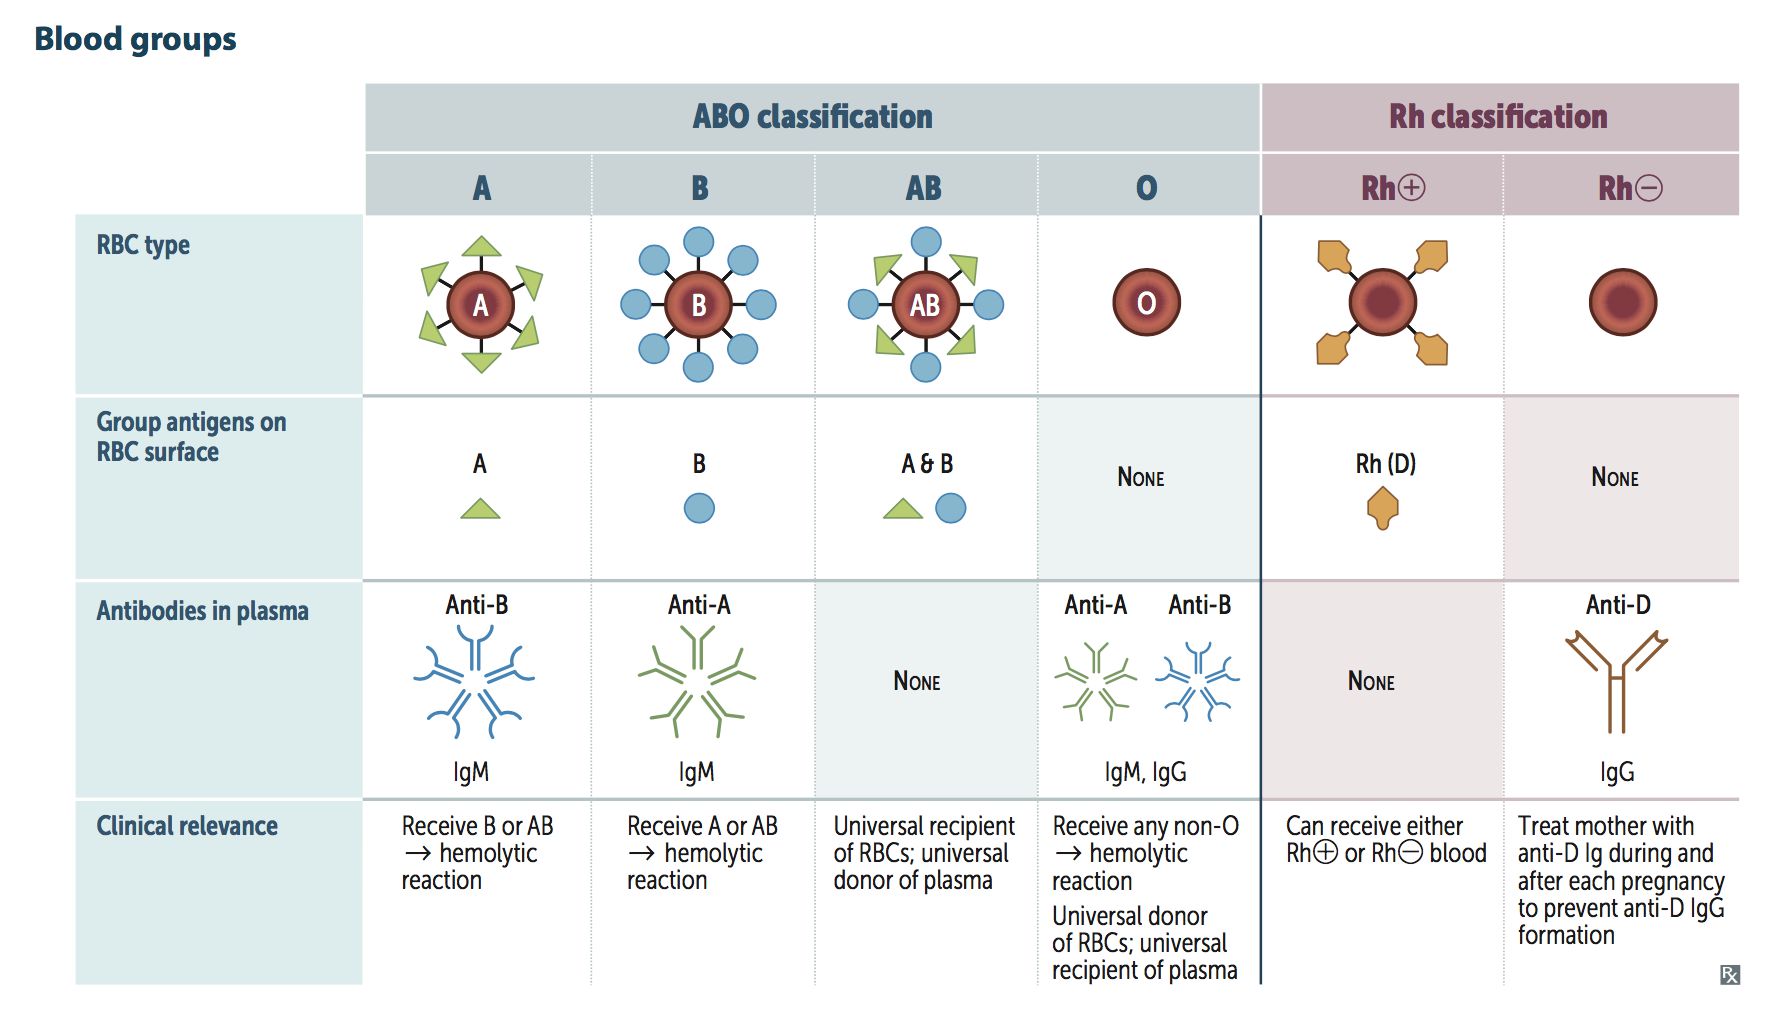 Blood groups
ABO classification
Rh classification
A
B
AB
O
Rh⊕
Rh⊖
RBC type
A
B
AB
O
Group antigens on
RBC surface
A
B
A & B
NONE
Rh (D)
NONE
Antibodies in plasma
Anti-B
IgM
Anti-A
IgM
NONE
Anti-A
Anti-B
IgM, IgG
NONE
Anti-D
IgG
Clinical relevance
Receive B or AB
→ hemolytic
reaction
Receive A or AB
→ hemolytic
reaction
Universal recipient
of RBCs; universal
donor of plasma
Receive any non-O
→ hemolytic
reaction
Universal donor
of RBCs; universal
recipient of plasma
Can receive either
Rh⊕ or Rh⊖ blood
Treat mother with
anti-D Ig during and
after each pregnancy
to prevent anti-D IgG
formation
Rx